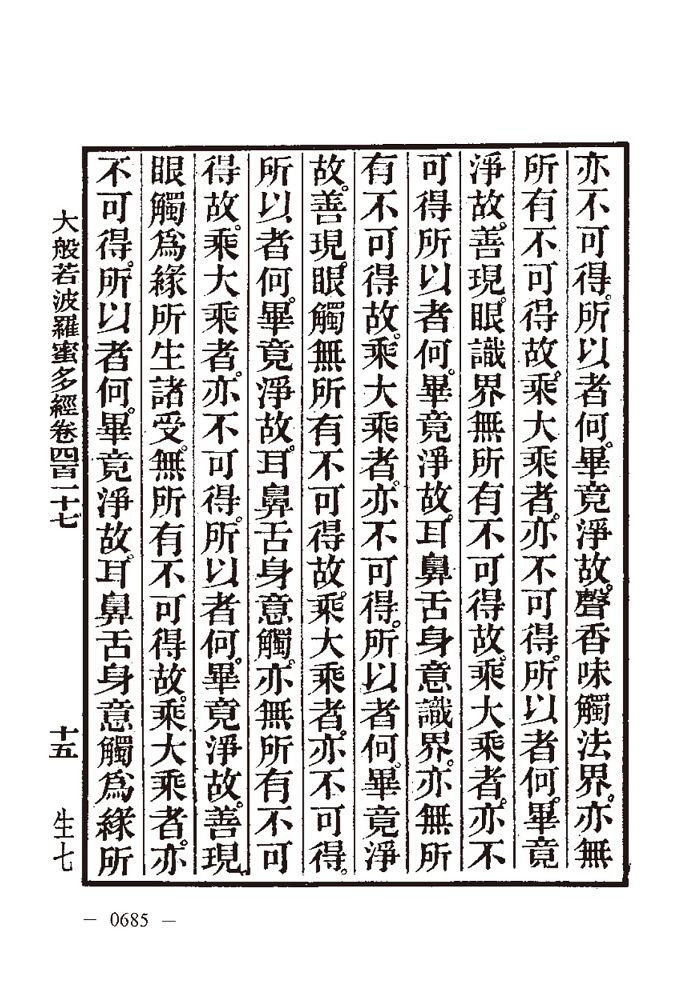 亦不可得。所以者何。畢竟淨故。聲香味觸法界。亦無
所有不可得故。乘大乘者。亦不可得。所以者何。畢竟
淨故。善現。眼識界無所有不可得故。乘大乘者。亦不
可得。所以者何。畢竟淨故。耳鼻舌身意識界。亦無所
有不可得故。乘大乘者。亦不可得。所以者何。畢竟淨
故。善現。眼觸無所有不可得故。乘大乘者。亦不可得。
所以者何。畢竟淨故。耳鼻舌身意觸。亦無所有不可
得故。乘大乘者。亦不可得。所以者何。畢竟淨故。善現
眼觸爲緣所生諸受。無所有不可得故。乘大乘者。亦
不可得。所以者何。畢竟淨故。耳鼻舌身意觸爲緣所
大般若波羅蜜多經卷四百一十七 十五 生七
— 0685 —